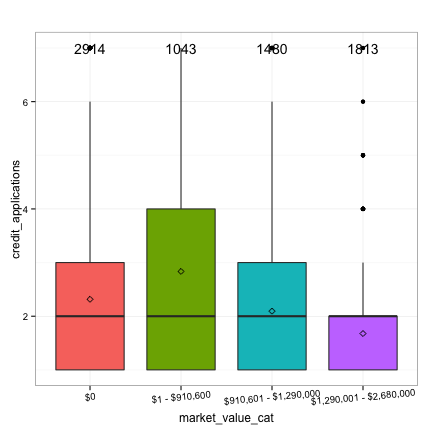 2914 1043 1480 1813
6
4
2
credit_applications
$0 $1 - $910,600 $910,601 - $1,290,000 $1,290,001 - $2,680,000
market_value_cat